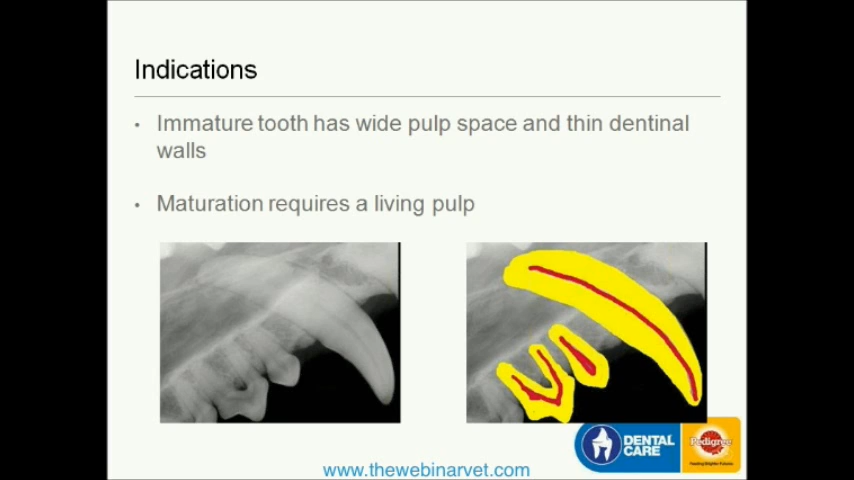 Indications
• Immature tooth has wide pulp space and thin dentinal
walls
• Maturation requires a living pulp
DENTAL
CARE
Pedigree
www.thewebinarvet.com